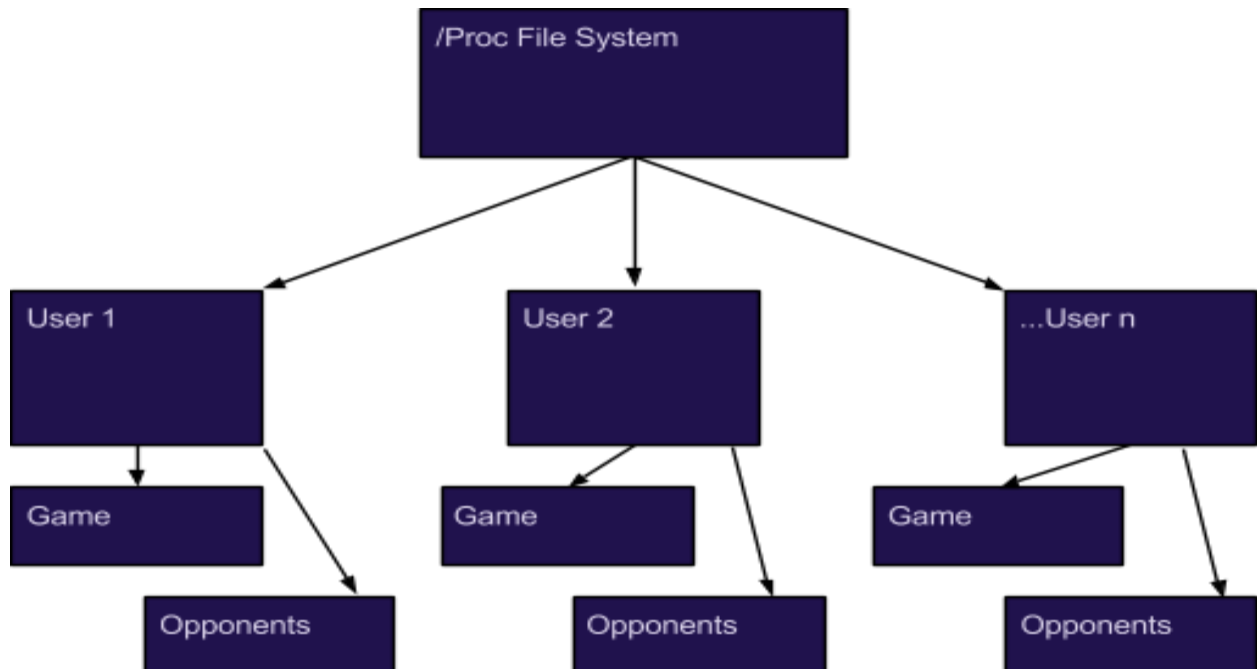 /Proc File System
User 1
User 2
...User n
Game
Game
Game
Opponents
Opponents
Opponents